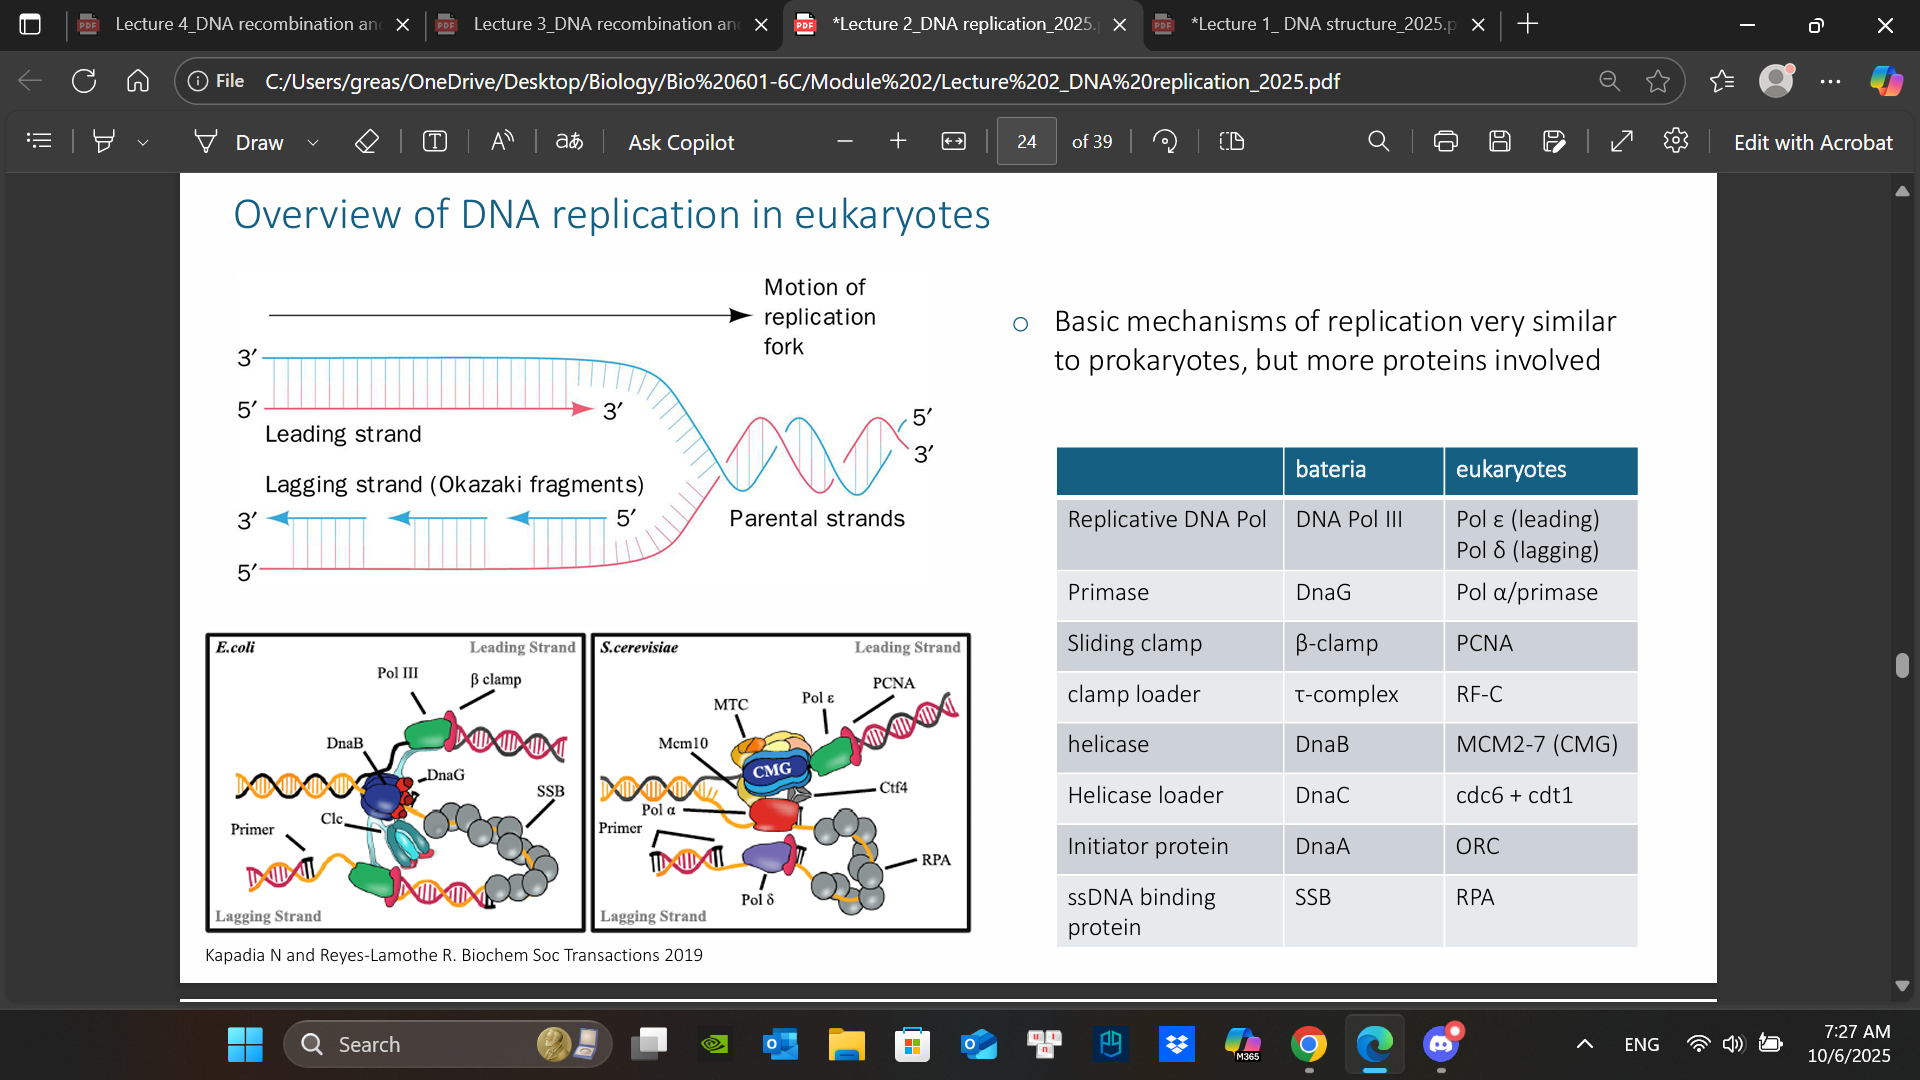 Lecture 4_DNA recombination an
Lecture 3_DNA recombination an
*Lecture 2_DNA replication_2025.
*Lecture 1_ DNA structure_2025.p
File
C:/Users/greas/OneDrive/Desktop/Biology/Bio%20601-6C/Module%202/Lecture%202_DNA%20replication_2025.pdf
Draw
Ask Copilot
24 of 39
Edit with Acrobat
Overview of DNA replication in eukaryotes
Motion of
replication
fork
3′
5′
3′
Leading strand
5′
3′
Lagging strand (Okazaki fragments)
3′
5′
Parental strands
5′
Basic mechanisms of replication very similar
to prokaryotes, but more proteins involved
bateria eukaryotes
Replicative DNA Pol DNA Pol III Pol ε (leading)
Pol δ (lagging)
Primase DnaG Pol α/primase
Sliding clamp β-clamp PCNA
clamp loader τ-complex RF-C
helicase DnaB MCM2-7 (CMG)
Helicase loader DnaC cdc6 + cdt1
Initiator protein DnaA ORC
ssDNA binding SSB RPA
protein
E.coli
Leading Strand
Pol III
β clamp
DnaB
DnaG
SSB
Clc
Primer
Lagging Strand
S.cerevisiae
Leading Strand
PCNA
Pol ε
MTC
Mcm10
CMG
Ctf4
Pol α
Primer
RPA
Pol δ
Lagging Strand
Kapadia N and Reyes-Lamothe R. Biochem Soc Transactions 2019
Search
M365
ENG
7:27 AM
10/6/2025